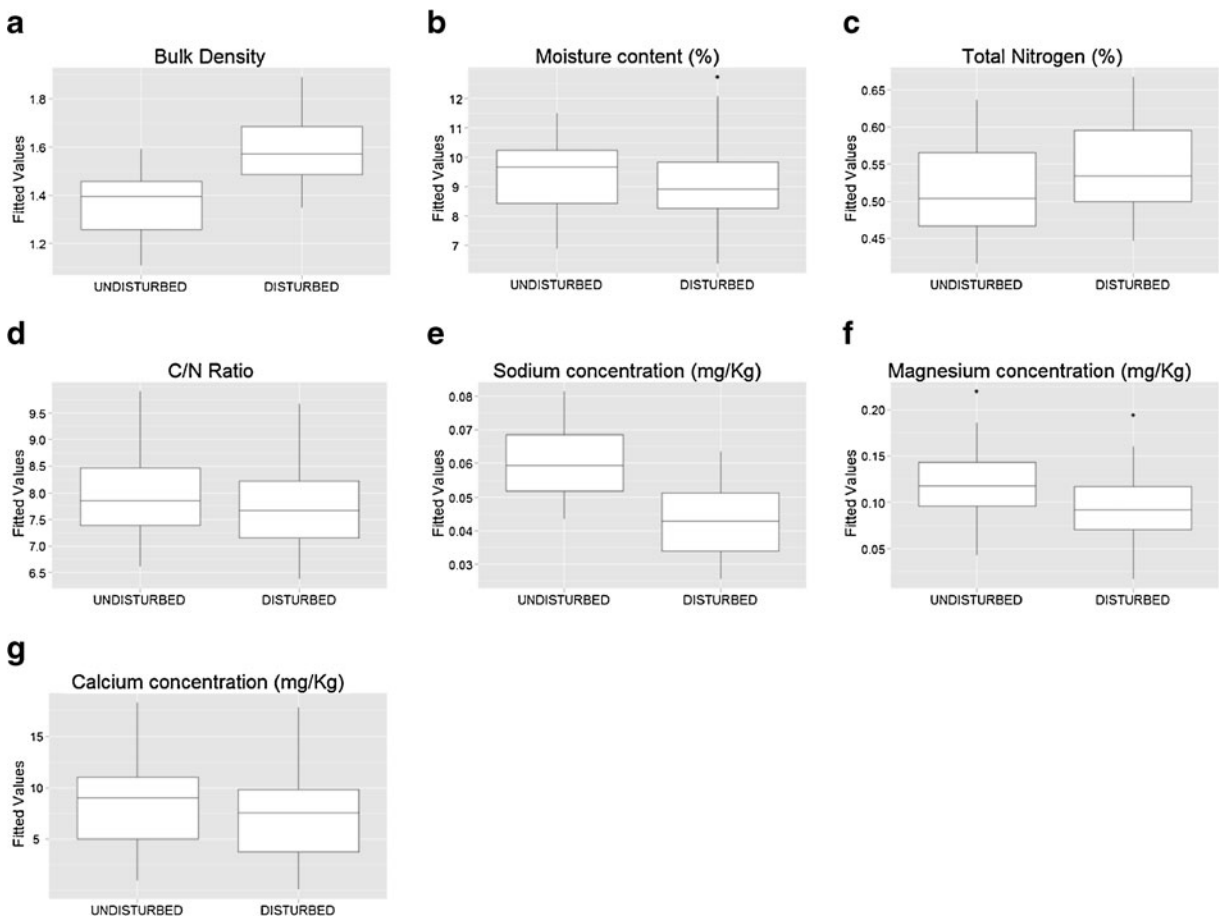 a
Bulk Density
Fitted Values
1.8
1.6
1.4
1.2
UNDISTURBED
DISTURBED
b
Moisture content (%)
Fitted Values
12
11
10
9
8
7
UNDISTURBED
DISTURBED
c
Total Nitrogen (%)
Fitted Values
0.65
0.60
0.55
0.50
0.45
UNDISTURBED
DISTURBED
d
C/N Ratio
Fitted Values
9.5
9.0
8.5
8.0
7.5
7.0
6.5
UNDISTURBED
DISTURBED
e
Sodium concentration (mg/Kg)
Fitted Values
0.08
0.07
0.06
0.05
0.04
0.03
UNDISTURBED
DISTURBED
f
Magnesium concentration (mg/Kg)
Fitted Values
0.20
0.15
0.10
0.05
UNDISTURBED
DISTURBED
g
Calcium concentration (mg/Kg)
Fitted Values
15
10
5
UNDISTURBED
DISTURBED